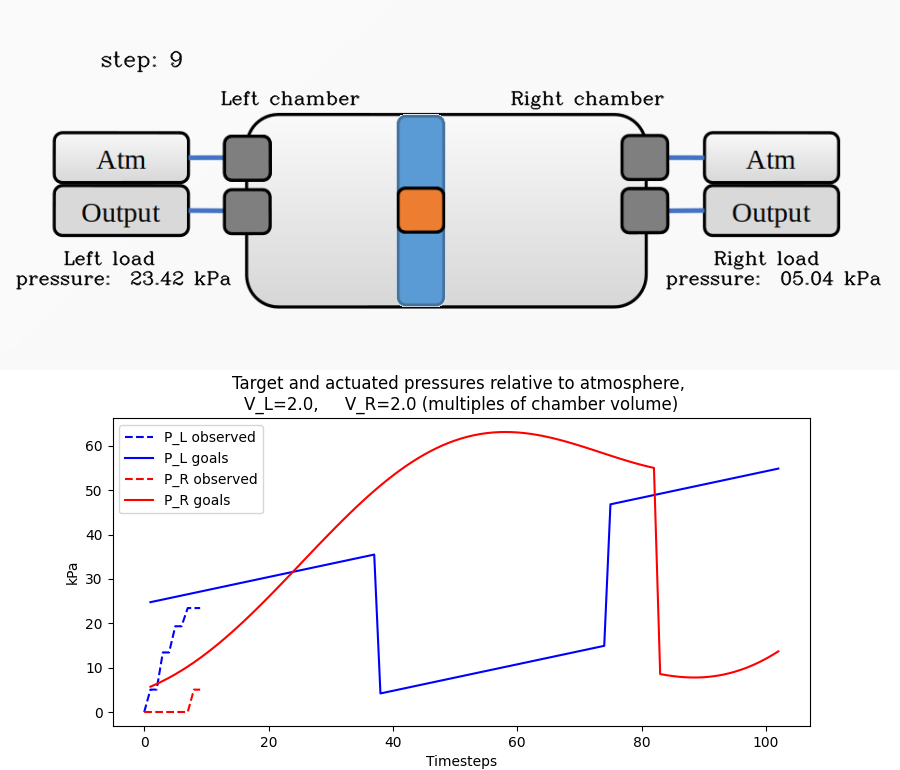 step: 9
Left chamber
Right chamber
Atm
Output
Left load
pressure: 23.42 kPa
Atm
Output
Right load
pressure: 05.04 kPa
Target and actuated pressures relative to atmosphere,
V_L=2.0, V_R=2.0 (multiples of chamber volume)
P_L observed
P_L goals
P_R observed
P_R goals
kPa
60
50
40
30
20
10
0
0 20 40 60 80 100
Timesteps